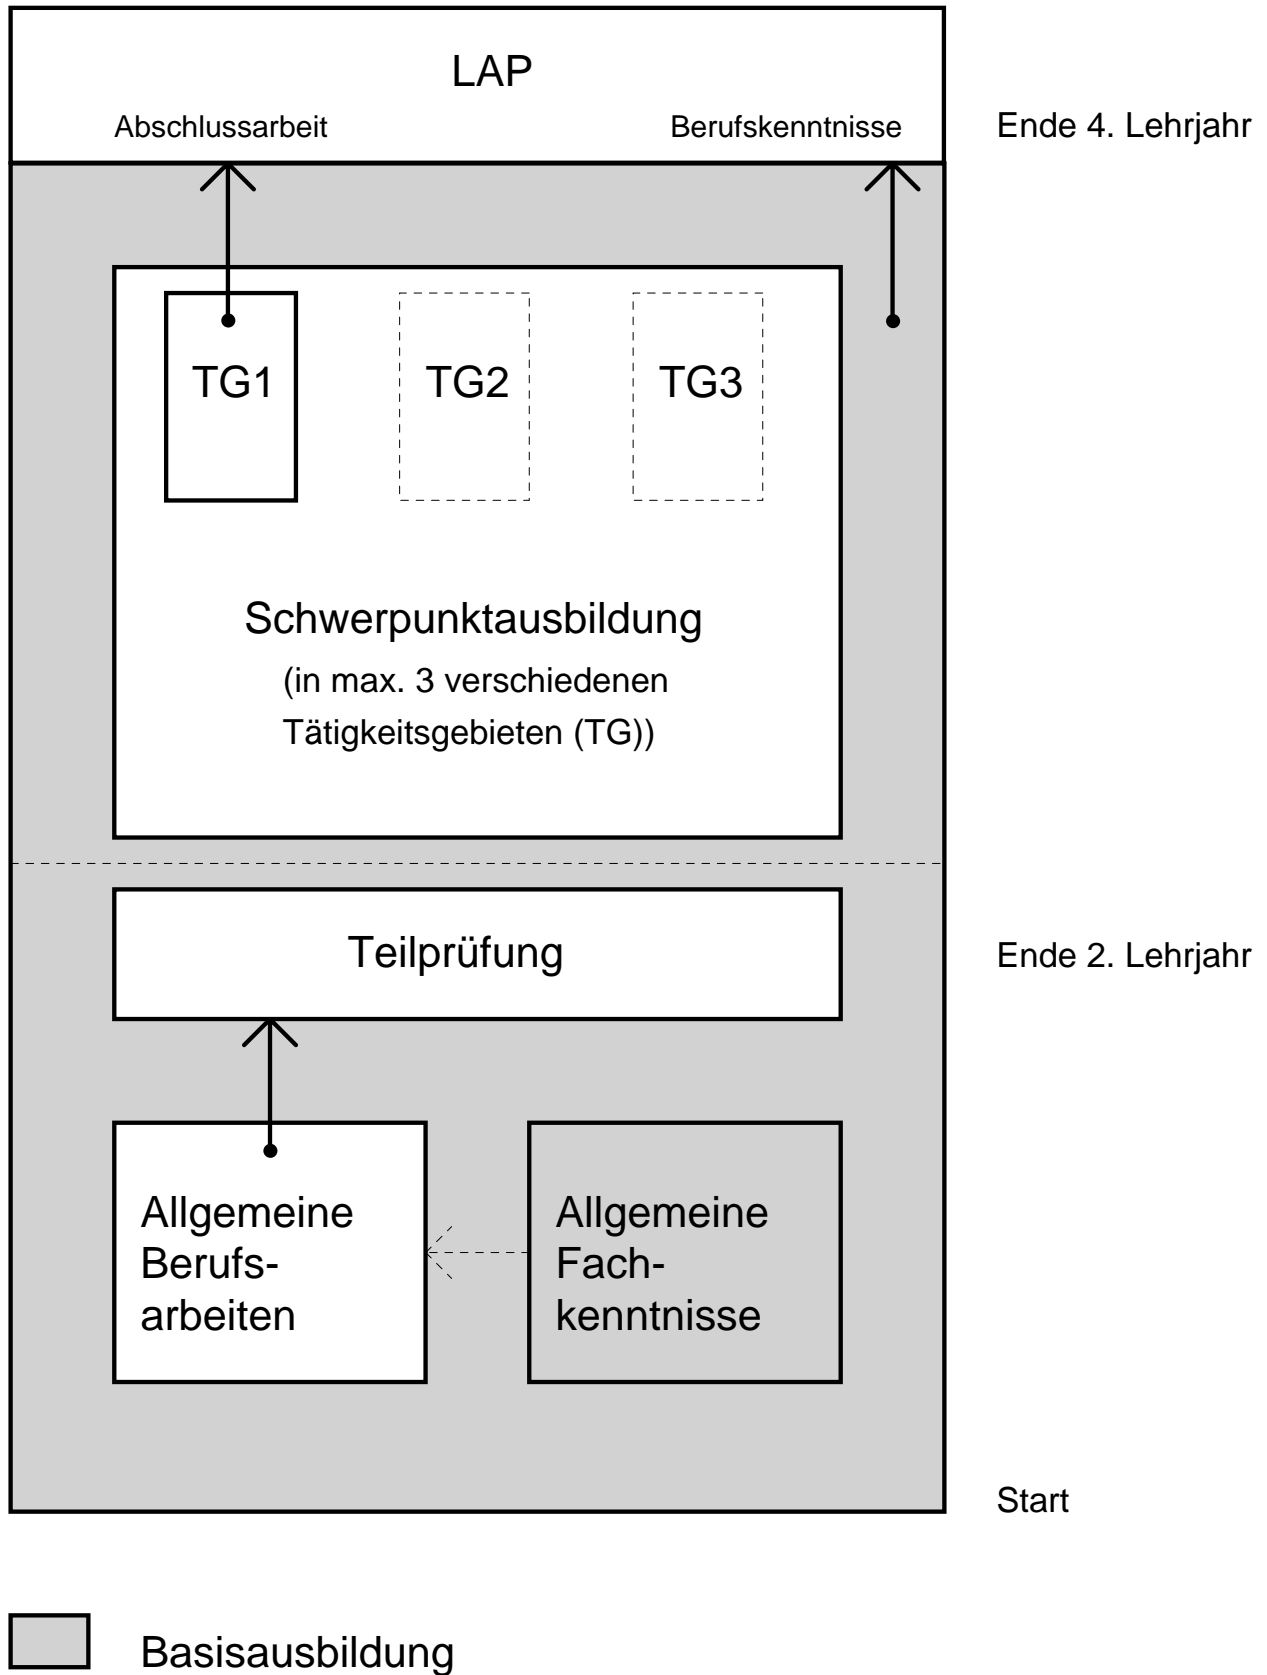 LAP
Abschlussarbeit
Berufskenntnisse
Ende 4. Lehrjahr
TG1
TG2
TG3
Schwerpunktausbildung
(in max. 3 verschiedenen
Tätigkeitsgebieten (TG))
Teilprüfung
Ende 2. Lehrjahr
Allgemeine
Berufs-
arbeiten
Allgemeine
Fach-
kenntnisse
Start
Basisausbildung